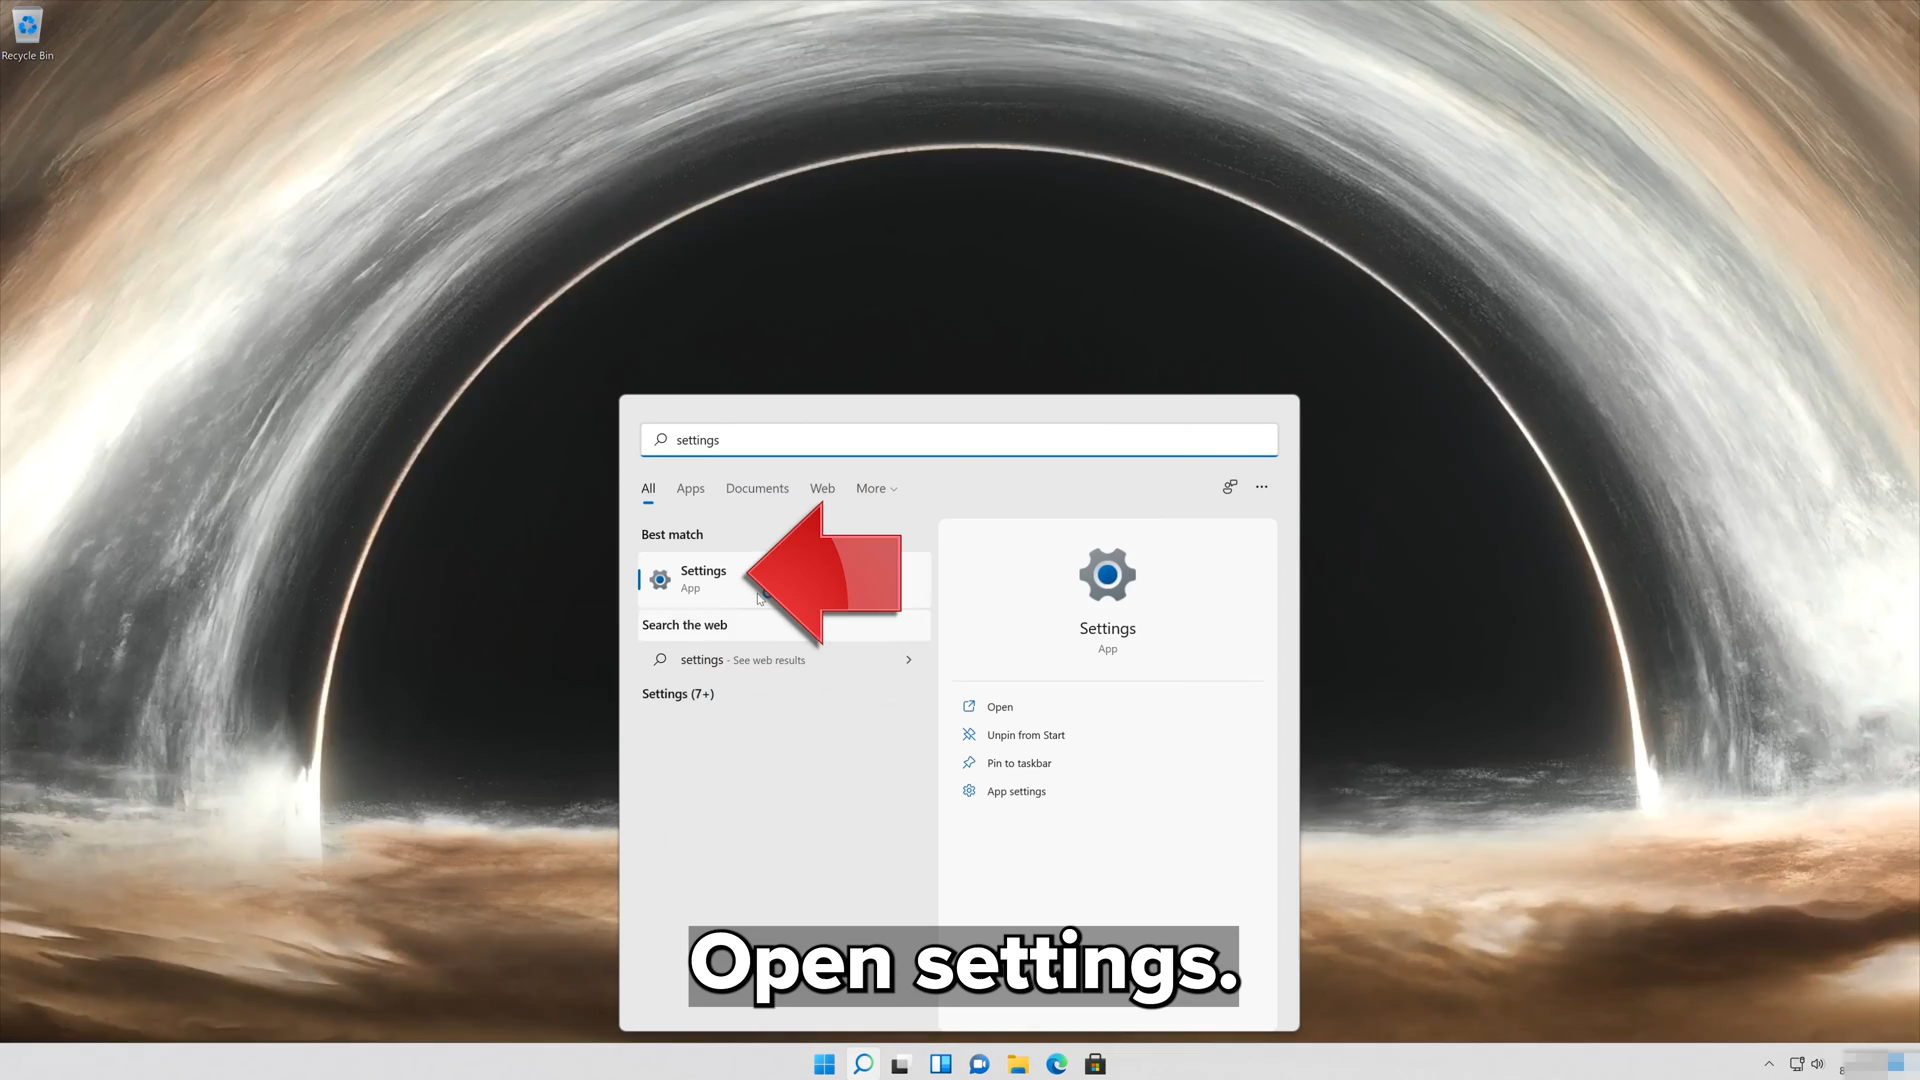 Recycle Bin
settings
All Apps Documents Web More
Best match
Settings
App
Search the web
settings - See web results
Settings (7+)
Settings
App
Open
Unpin from Start
Pin to taskbar
App settings
Open settings.